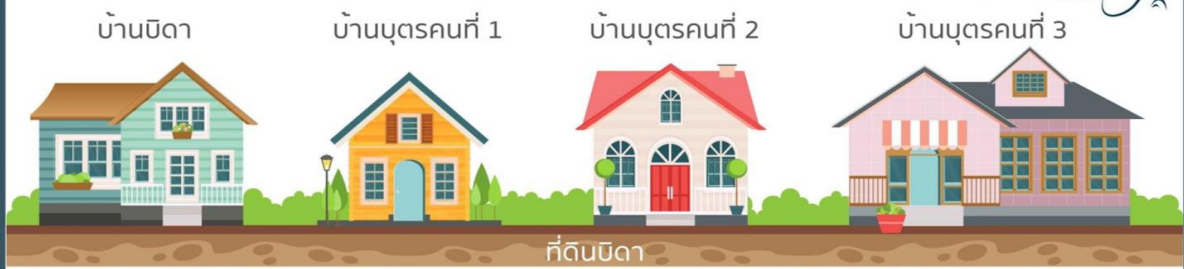 บ้านบิดา บ้านบุตรคนที่ 1 บ้านบุตรคนที่ 2 บ้านบุตรคนที่ 3
ที่ดินบิดา